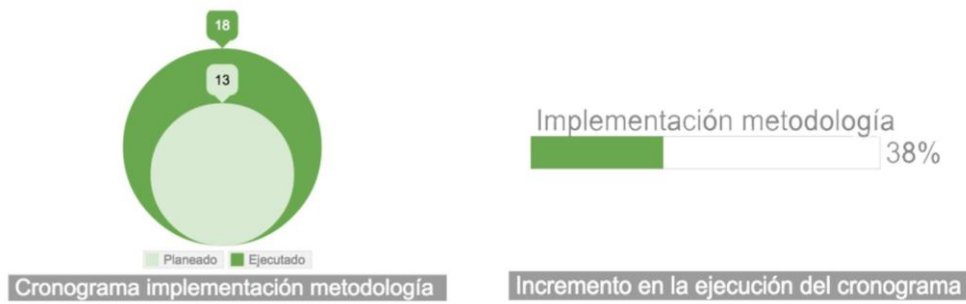 18
13
Planeado Ejecutado
Cronograma implementación metodología
Implementación metodología
38%
Incremento en la ejecución del cronograma